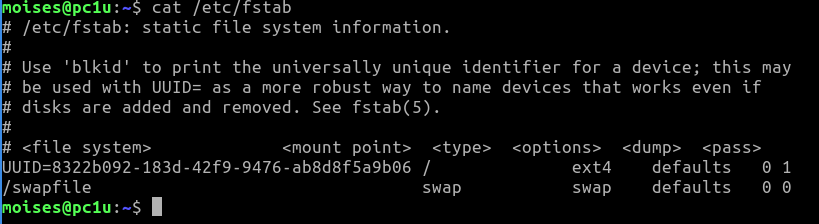 moises@pc1u:~$ cat /etc/fstab
# /etc/fstab: static file system information.
#
# Use 'blkid' to print the universally unique identifier for a device; this may
# be used with UUID= as a more robust way to name devices that works even if
# disks are added and removed. See fstab(5).
#
# <file system>             <mount point>  <type>  <options>  <dump>  <pass>
UUID=8322b092-183d-42f9-9476-ab8d8f5a9b06 /              ext4    defaults   0 1
/swapfile                                 swap           swap    defaults   0 0
moises@pc1u:~$